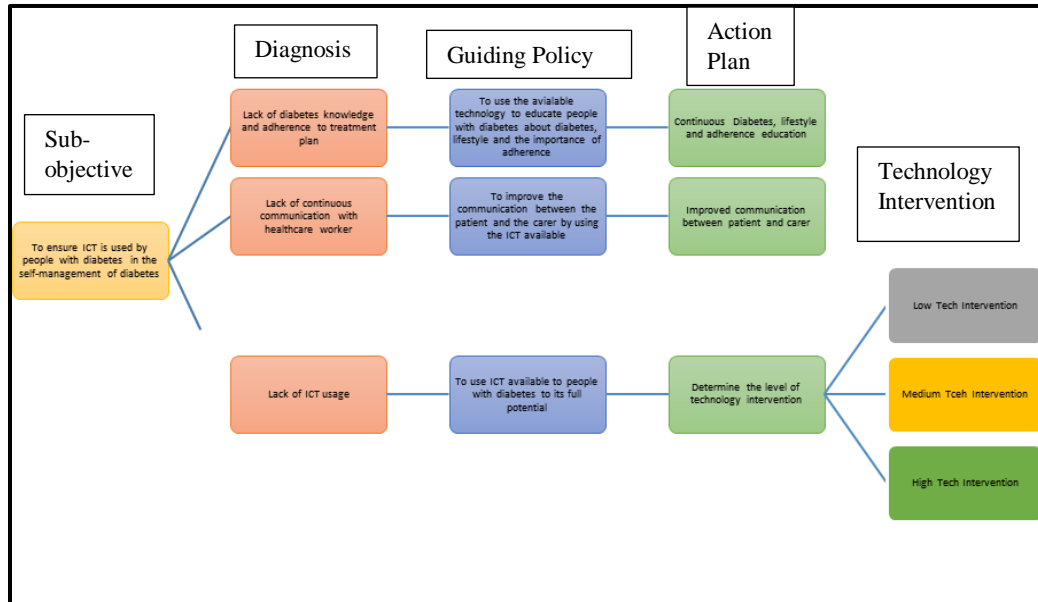 Diagnosis
Guiding Policy
Action
Plan
Sub-
objective
Technology
Intervention
Lack of diabetes knowledge
and adherence to treatment
plan
To use the avialable
technology to educate people
with diabetes about diabetes,
lifestyle and the importance of
adherence
Continuous Diabetes, lifestyle
and adherence education
Lack of continuous
communication with
healthcare worker
To improve the
communication between the
patient and the carer by using
the ICT available
Improved communication
between patient and carer
To ensure ICT is used by
people with diabetes in the
self-management of diabetes
Lack of ICT usage
To use ICT available to people
with diabetes to its full
potential
Determine the level of
technology intervention
Low Tech Intervention
Medium Tceh Intervention
High Tech Intervention